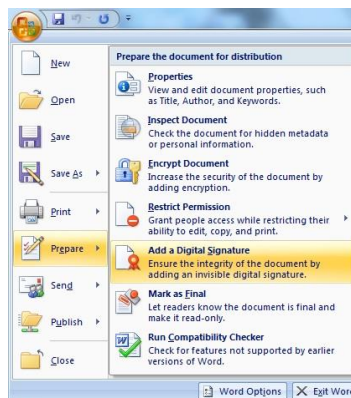 New
Open
Save
Save As
Print
Prepare
Send
Publish
Close
Prepare the document for distribution
Properties
View and edit document properties, such
as Title, Author, and Keywords.
Inspect Document
Check the document for hidden metadata
or personal information.
Encrypt Document
Increase the security of the document by
adding encryption.
Restrict Permission
Grant people access while restricting their
ability to edit, copy, and print.
Add a Digital Signature
Ensure the integrity of the document by
adding an invisible digital signature.
Mark as Final
Let readers know the document is final and
make it read-only.
Run Compatibility Checker
Check for features not supported by earlier
versions of Word.
Word Options
Exit Wor